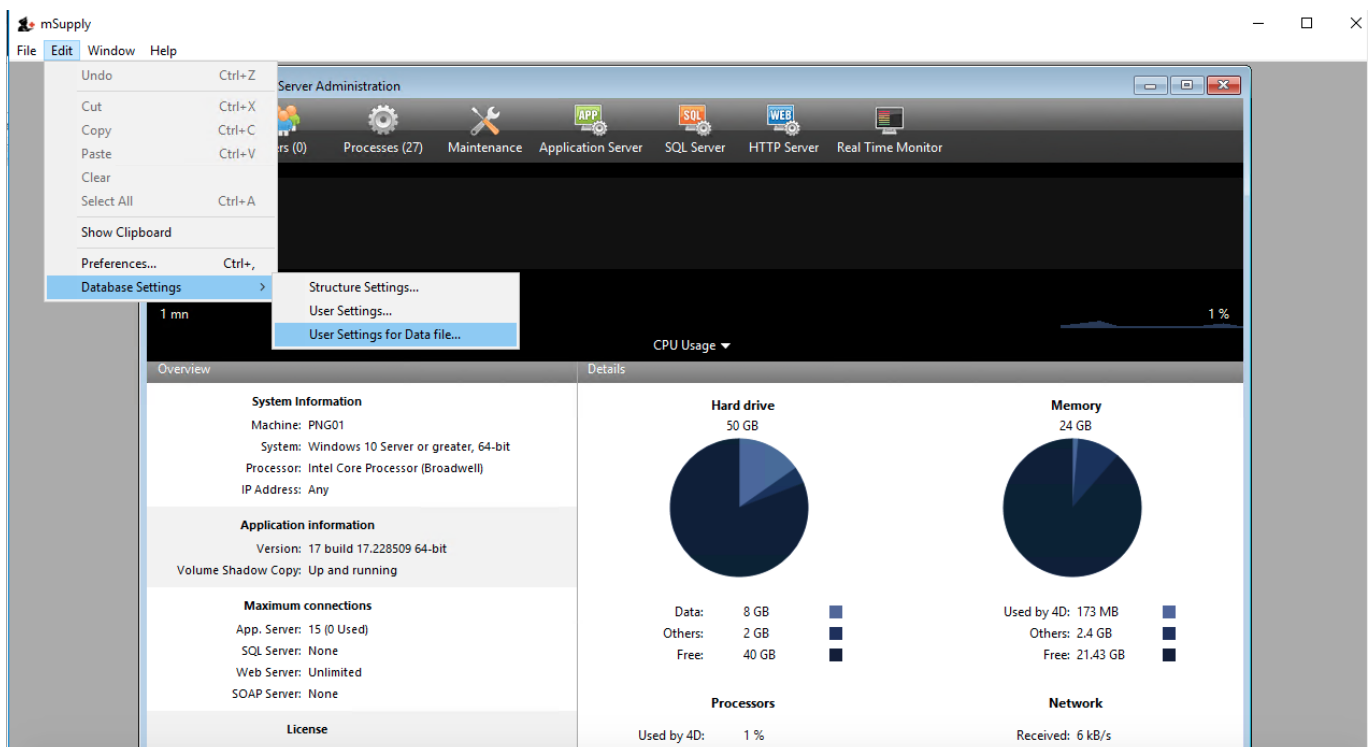 mSupply
File Edit Window Help
Undo Ctrl+Z
Cut Ctrl+X
Copy Ctrl+C
Paste Ctrl+V
Clear
Select All Ctrl+A
Show Clipboard
Preferences... Ctrl+,
Database Settings
Structure Settings...
User Settings...
User Settings for Data file...
Server Administration
ers (0) Processes (27) Maintenance Application Server SQL Server HTTP Server Real Time Monitor
APP SQL WEB
1 mn 1 %
CPU Usage
Overview
System Information
Machine: PNG01
System: Windows 10 Server or greater, 64-bit
Processor: Intel Core Processor (Broadwell)
IP Address: Any
Application information
Version: 17 build 17.228509 64-bit
Volume Shadow Copy: Up and running
Maximum connections
App. Server: 15 (0 Used)
SQL Server: None
Web Server: Unlimited
SOAP Server: None
License
Details
Hard drive
50 GB
Data: 8 GB
Others: 2 GB
Free: 40 GB
Processors
Used by 4D: 1 %
Memory
24 GB
Used by 4D: 173 MB
Others: 2.4 GB
Free: 21.43 GB
Network
Received: 6 kB/s